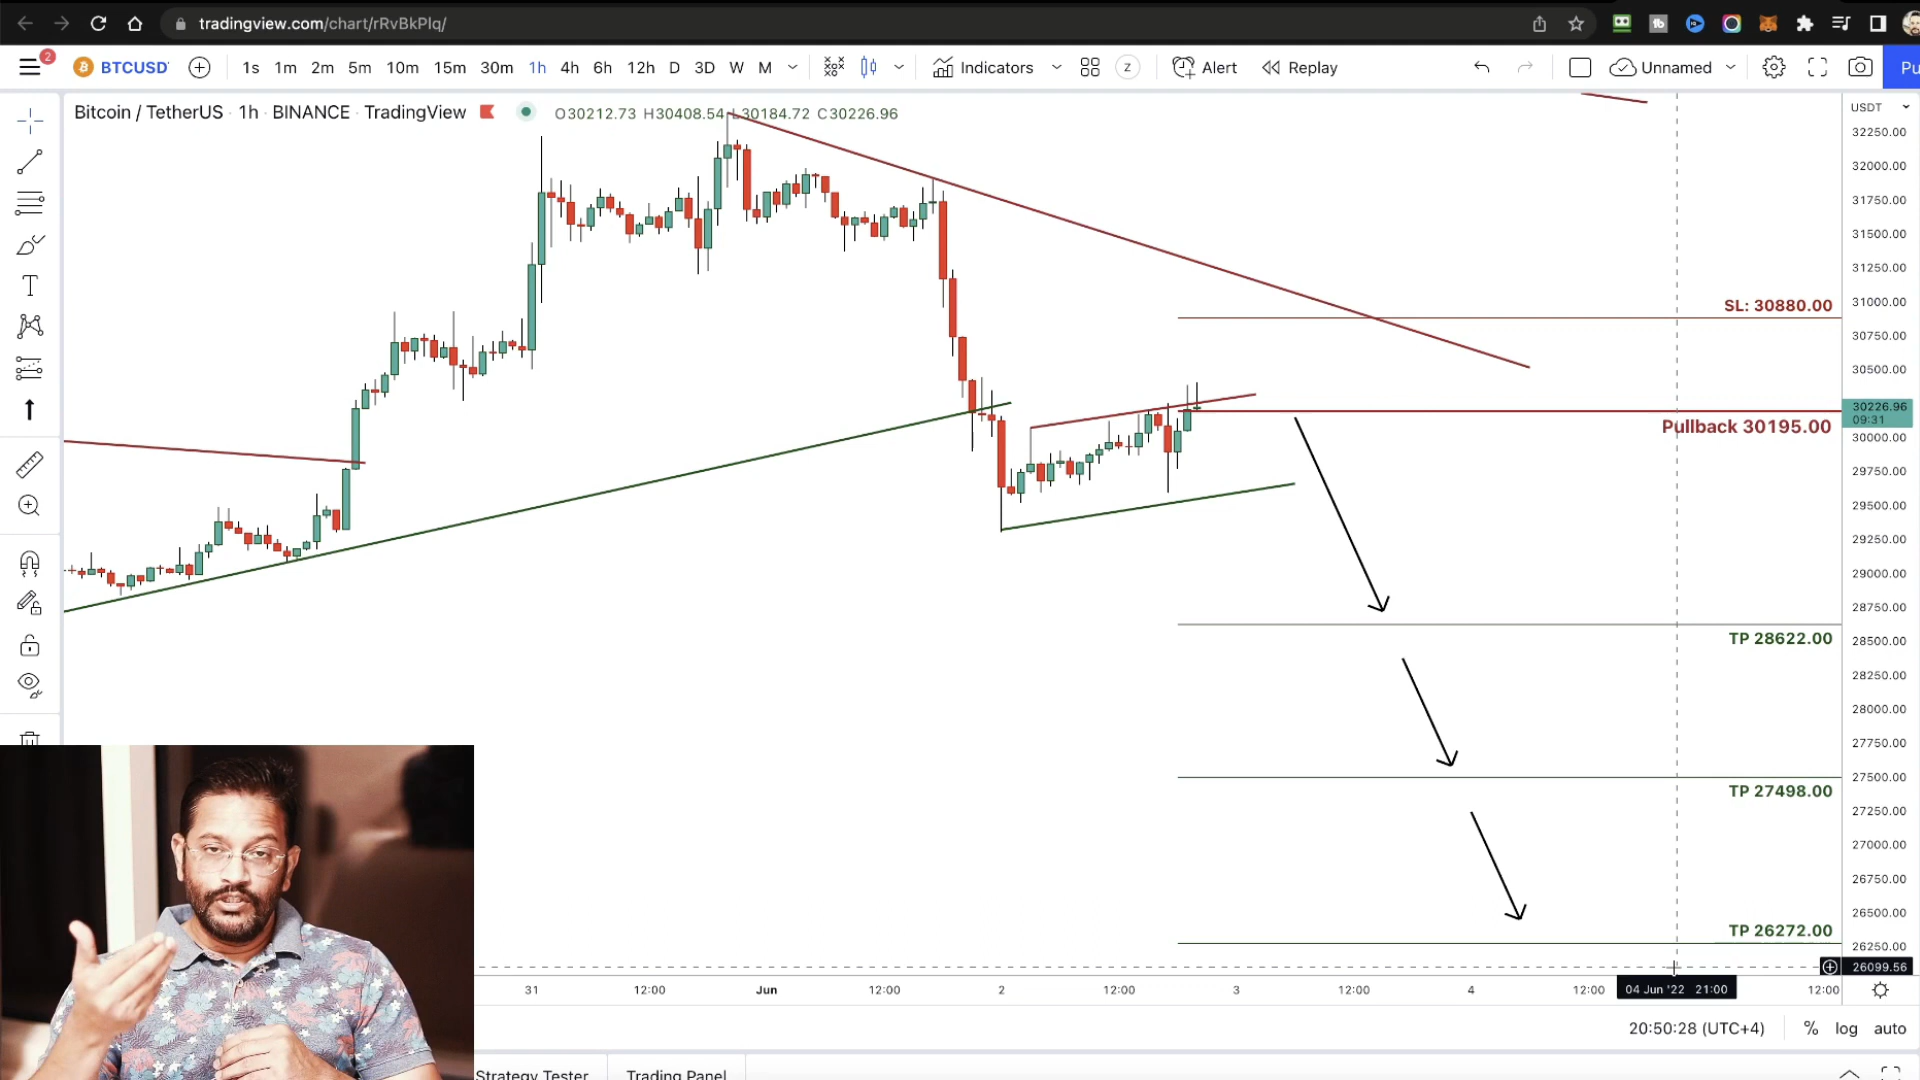 tradingview.com/chart/rRvBkPIq/
2
BTCUSD
1s 1m 2m 5m 10m 15m 30m 1h 4h 6h 12h D 3D W M
Indicators
Z
Alert
Replay
Unnamed
Pu
Bitcoin / TetherUS · 1h · BINANCE · TradingView
O30212.73 H30408.54 L30184.72 C30226.96
USDT
32250.00
32000.00
31750.00
31500.00
31250.00
SL: 30880.00
31000.00
30750.00
30500.00
30226.96
09:31
Pullback 30195.00
30000.00
29750.00
29500.00
29250.00
29000.00
28750.00
TP 28622.00
28500.00
28250.00
28000.00
27750.00
27500.00
TP 27498.00
27250.00
27000.00
26750.00
26500.00
TP 26272.00
26250.00
26099.56
31 12:00 Jun 12:00 2 12:00 3 12:00 4 12:00 04 Jun '22 21:00 12:00
20:50:28 (UTC+4) % log auto
Strategy Tester Trading Panel